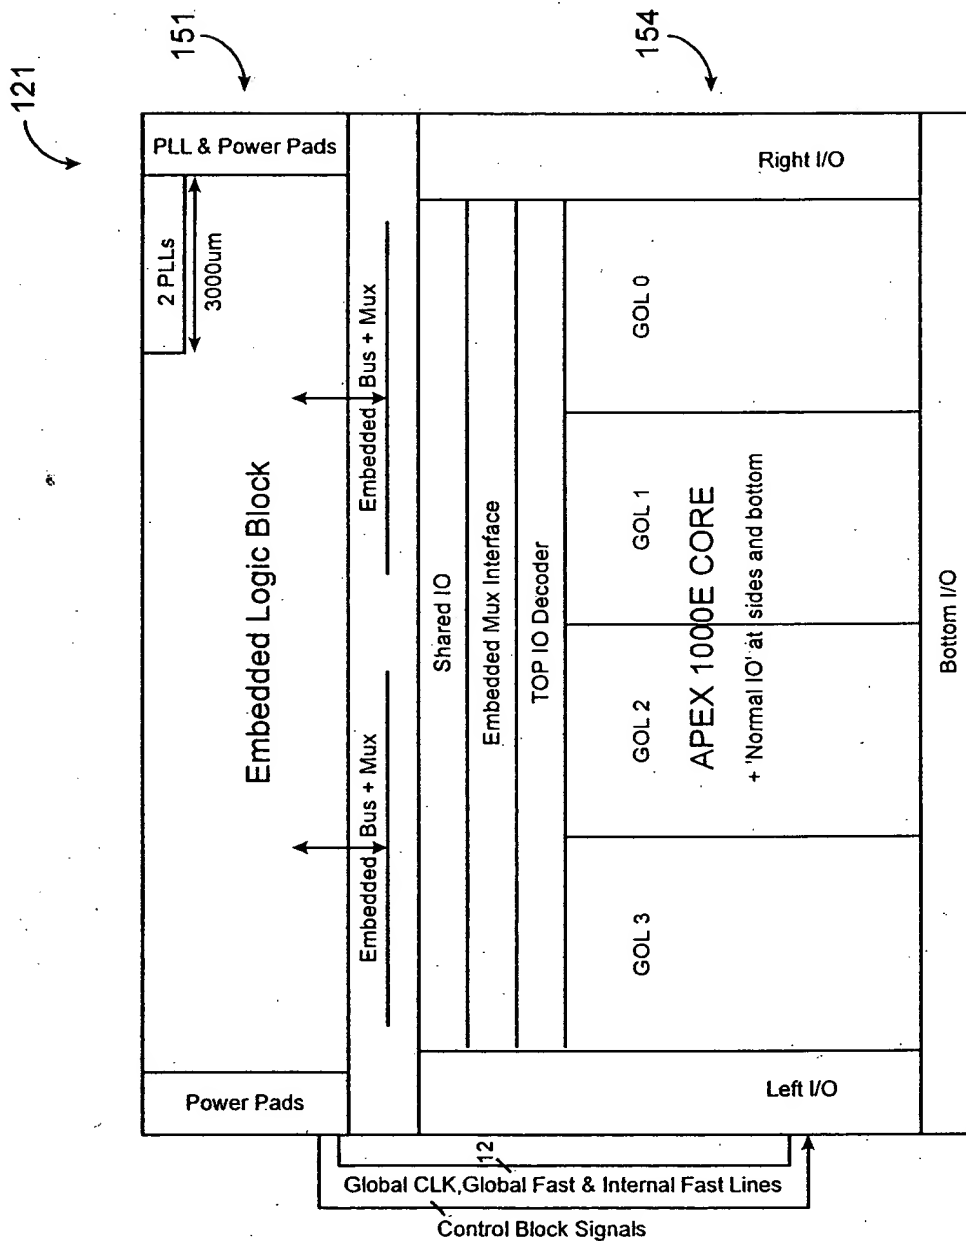 121
151
154
PLL & Power Pads
2 PLLs
3000um
Embedded Logic Block
Power Pads
Embedded Bus + Mux
Embedded Bus + Mux
Shared IO
Embedded Mux Interface
TOP IO Decoder
Right I/O
Left I/O
GOL 3
GOL 2
GOL 1
GOL 0
APEX 1000E CORE
+ 'Normal IO' at sides and bottom
Bottom I/O
12
Global CLK,Global Fast & Internal Fast Lines
Control Block Signals